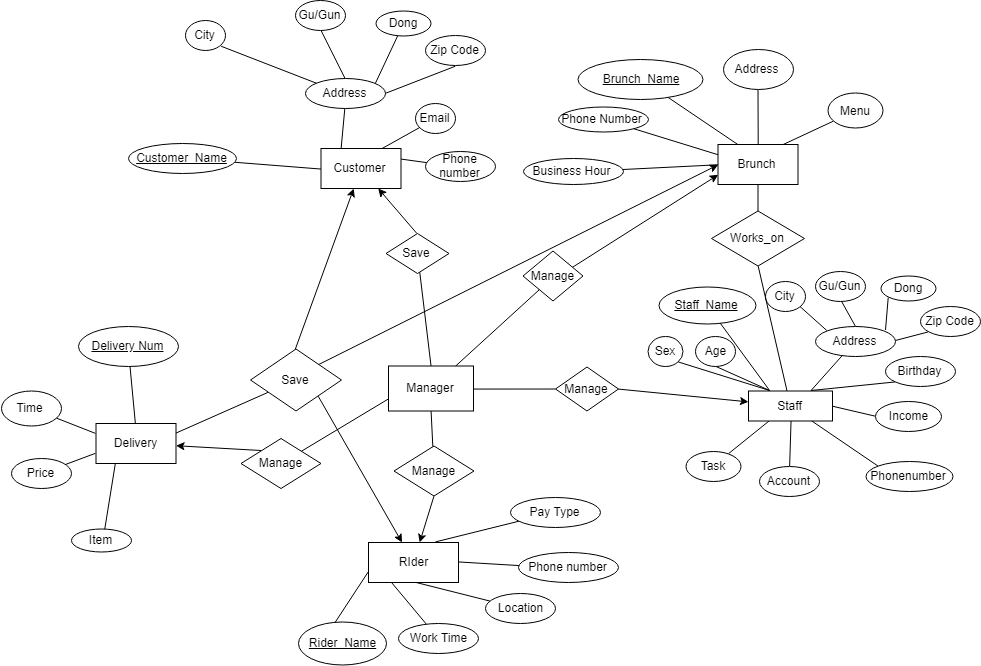 Gu/Gun
Dong
City
Zip Code
Address
Email
Customer_Name
Customer
Phone
number
Brunch_Name
Address
Menu
Phone Number
Business Hour
Brunch
Works_on
Save
Manage
Staff_Name
City
Gu/Gun
Dong
Zip Code
Sex
Age
Address
Birthday
Delivery Num
Save
Manager
Manage
Staff
Income
Time
Delivery
Price
Manage
Manage
Task
Account
Phonenumber
Item
Pay Type
RIder
Phone number
Location
Rider_Name
Work Time